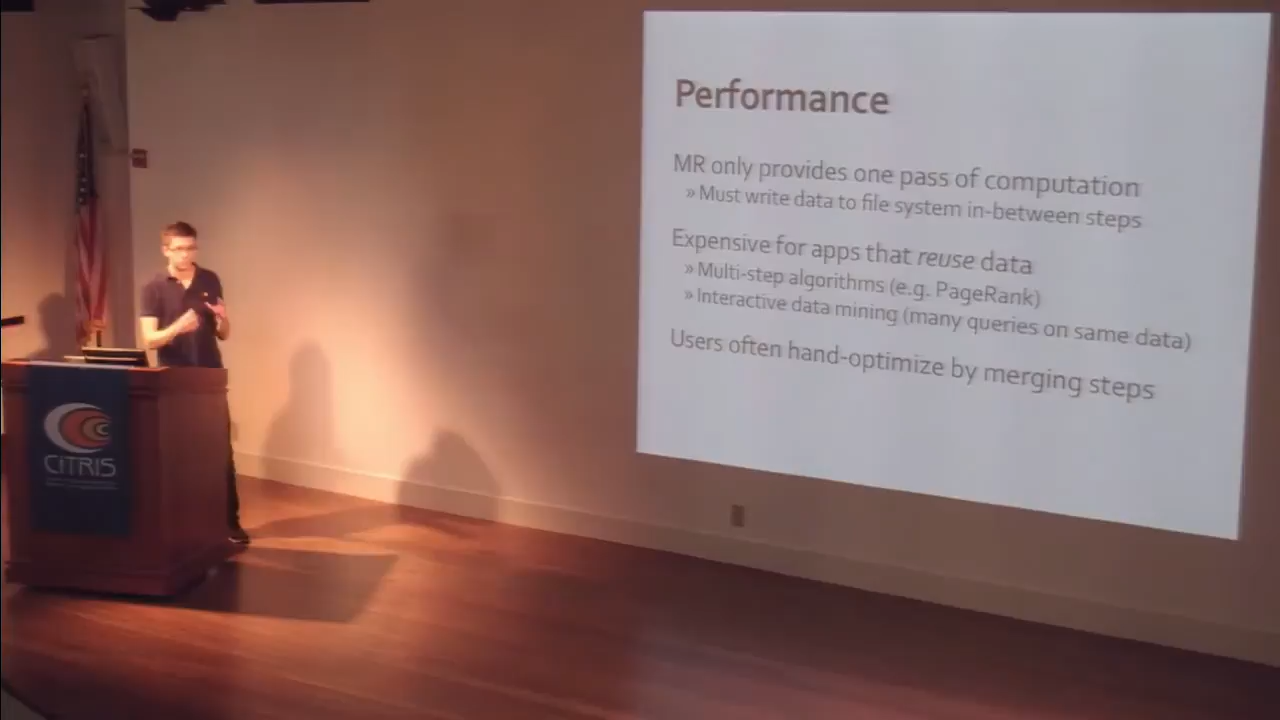 Performance
MR only provides one pass of computation
» Must write data to file system in-between steps
Expensive for apps that reuse data
» Multi-step algorithms (e.g. PageRank)
» Interactive data mining (many queries on same data)
Users often hand-optimize by merging steps
CiTRIS